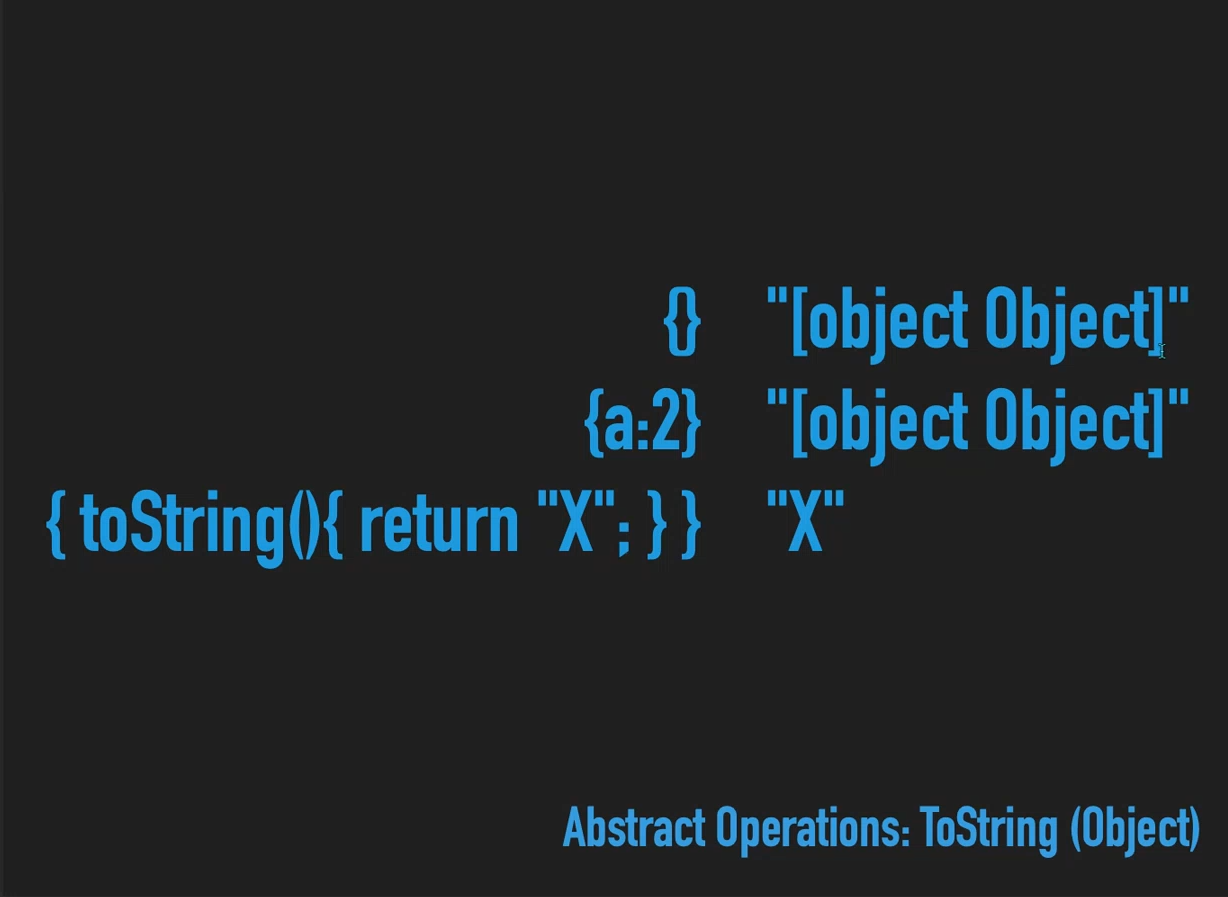 {} "[object Object]"
{a:2} "[object Object]"
{ toString(){ return "X"; } } "X"
Abstract Operations: ToString (Object)